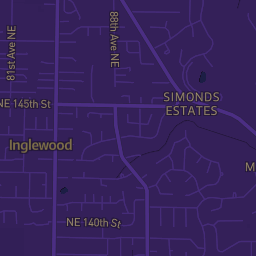 81st Ave NE
88th Ave NE
NE 145th St
SIMONDS
ESTATES
Inglewood
M
NE 140th St